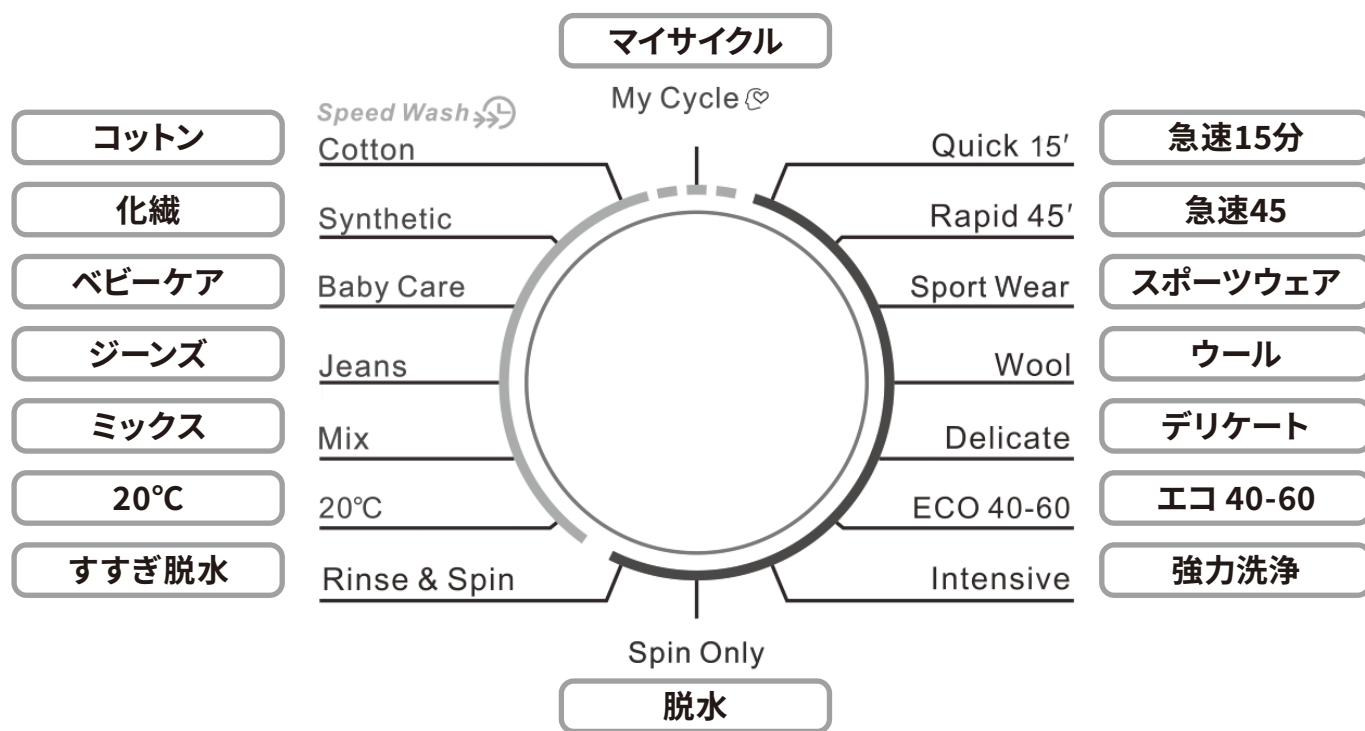 マイサイクル
My Cycle
Speed Wash
コットン
Cotton
Quick 15′
急速15分
化繊
Synthetic
Rapid 45′
急速45
ベビーケア
Baby Care
Sport Wear
スポーツウェア
ジーンズ
Jeans
Wool
ウール
ミックス
Mix
Delicate
デリケート
20℃
20℃
ECO 40-60
エコ 40-60
すすぎ脱水
Rinse & Spin
Intensive
強力洗浄
Spin Only
脱水